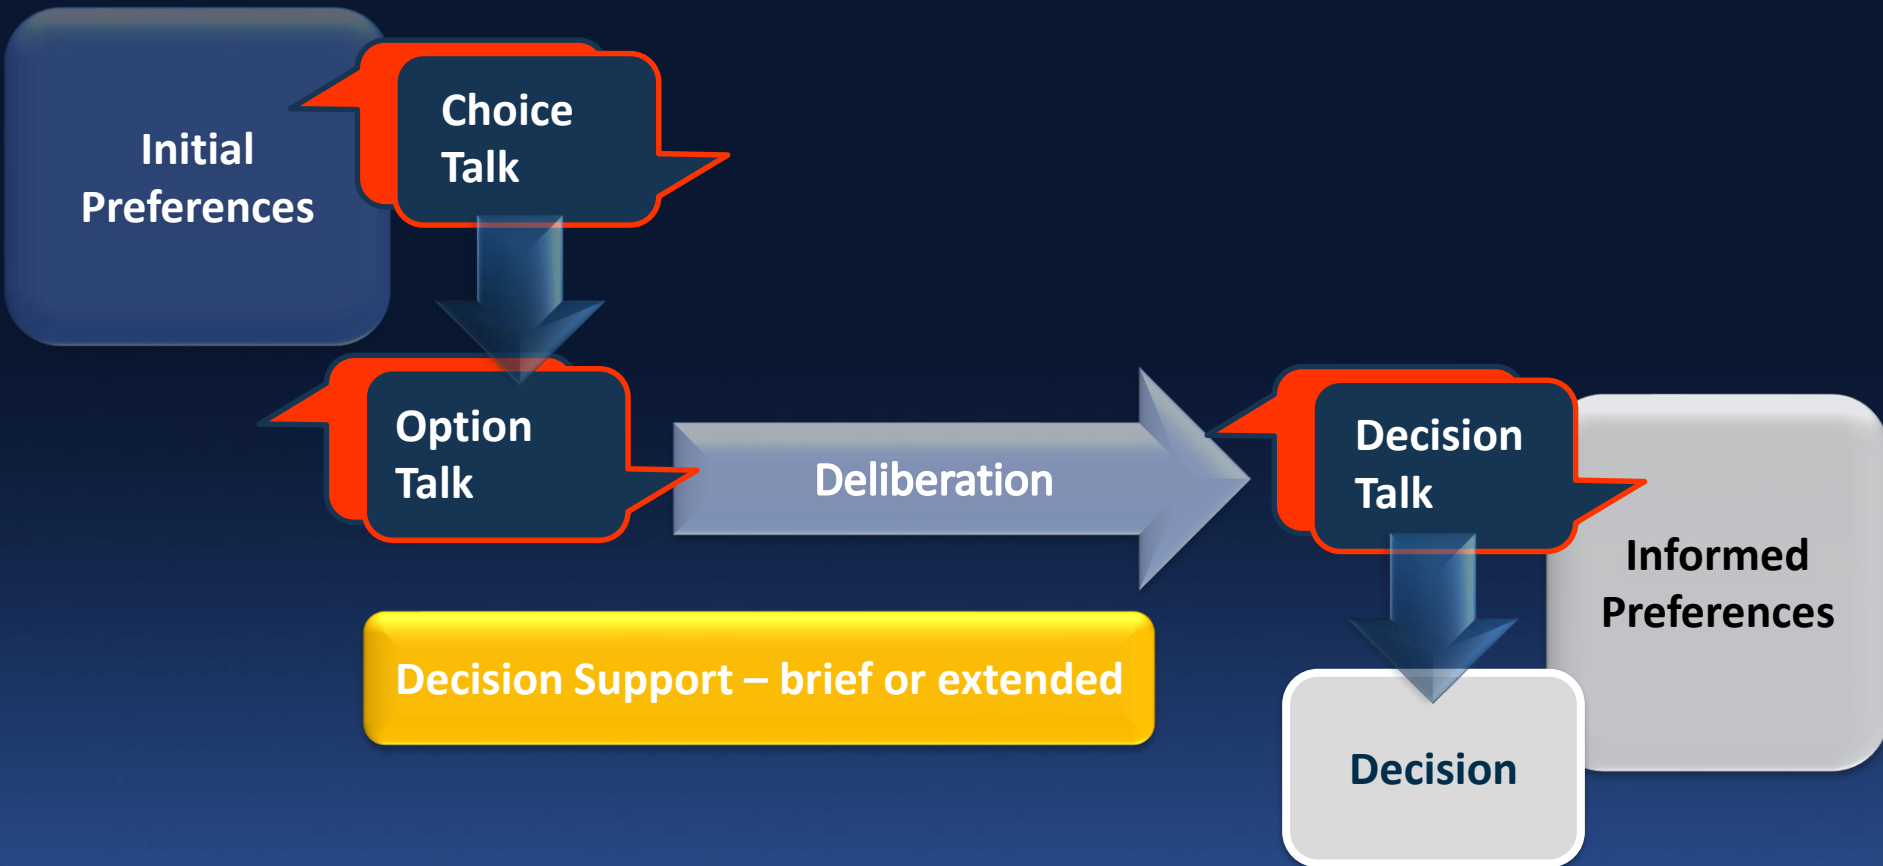 Initial
Preferences
Choice
Talk
Option
Talk
Deliberation
Decision
Talk
Informed
Preferences
Decision Support – brief or extended
Decision